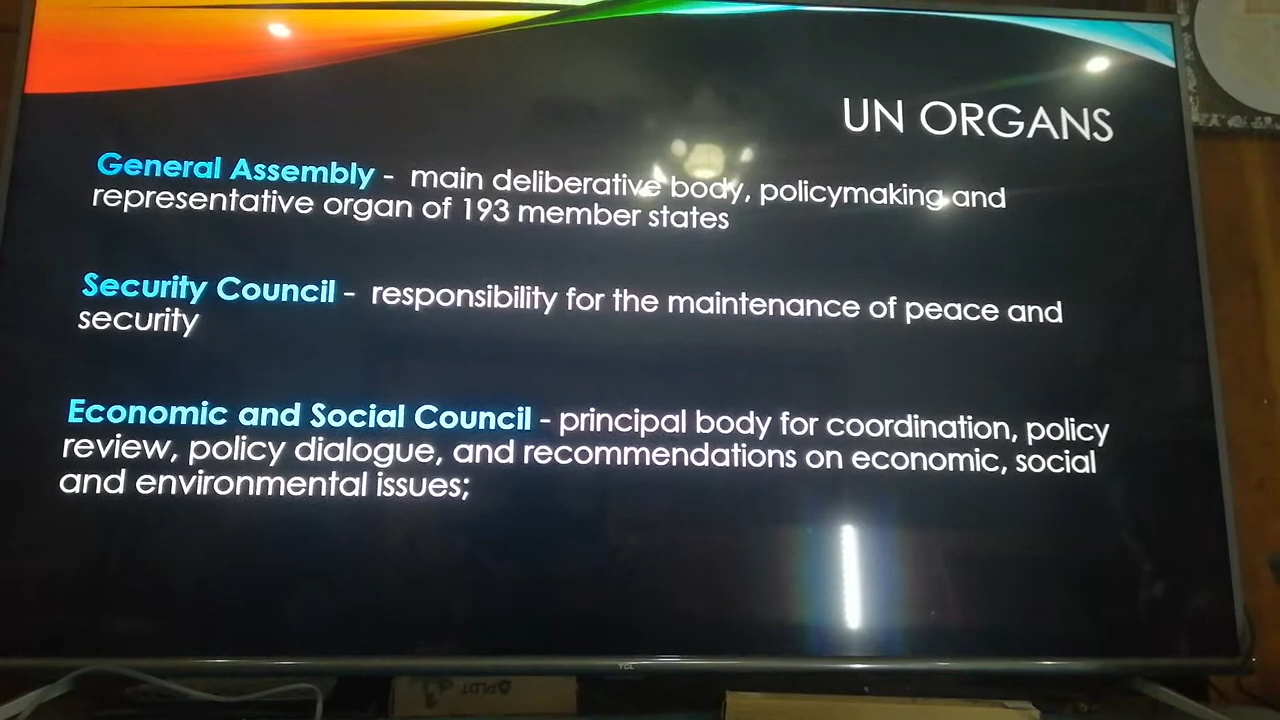 UN ORGANS
General Assembly - main deliberative body, policymaking and
representative organ of 193 member states
Security Council - responsibility for the maintenance of peace and
security
Economic and Social Council - principal body for coordination, policy
review, policy dialogue, and recommendations on economic, social
and environmental issues;
TCL
PLDT